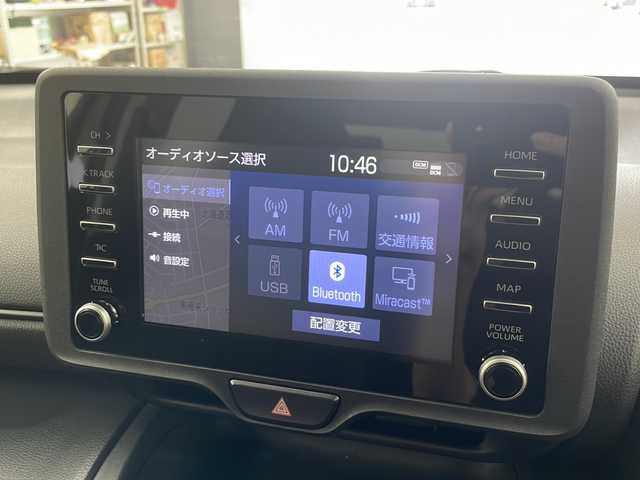 CH >
TRACK
PHONE
TUNE
SCROLL
オーディオソース選択
10:46
オーディオ選択
再生中
接続
音設定
AM
FM
交通情報
USB
Bluetooth
Miracast™
配置変更
HOME
MENU
AUDIO
MAP
POWER
VOLUME